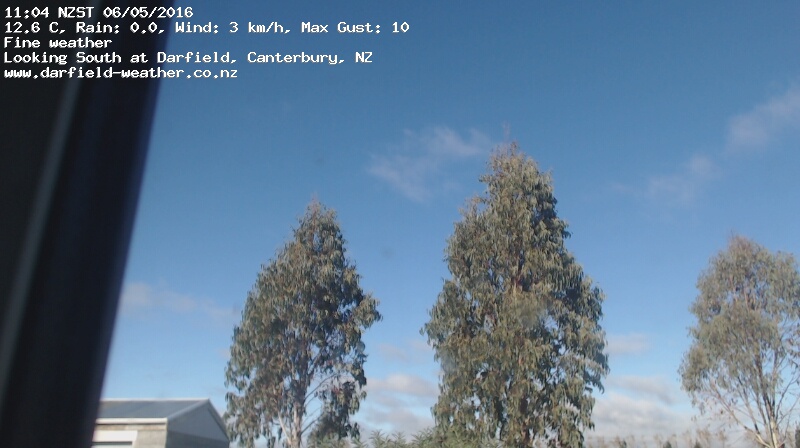 11:04 NZST 06/05/2016
12.6 C, Rain: 0.0, Wind: 3 km/h, Max Gust: 10
Fine weather
Looking South at Darfield, Canterbury, NZ
www.darfield-weather.co.nz